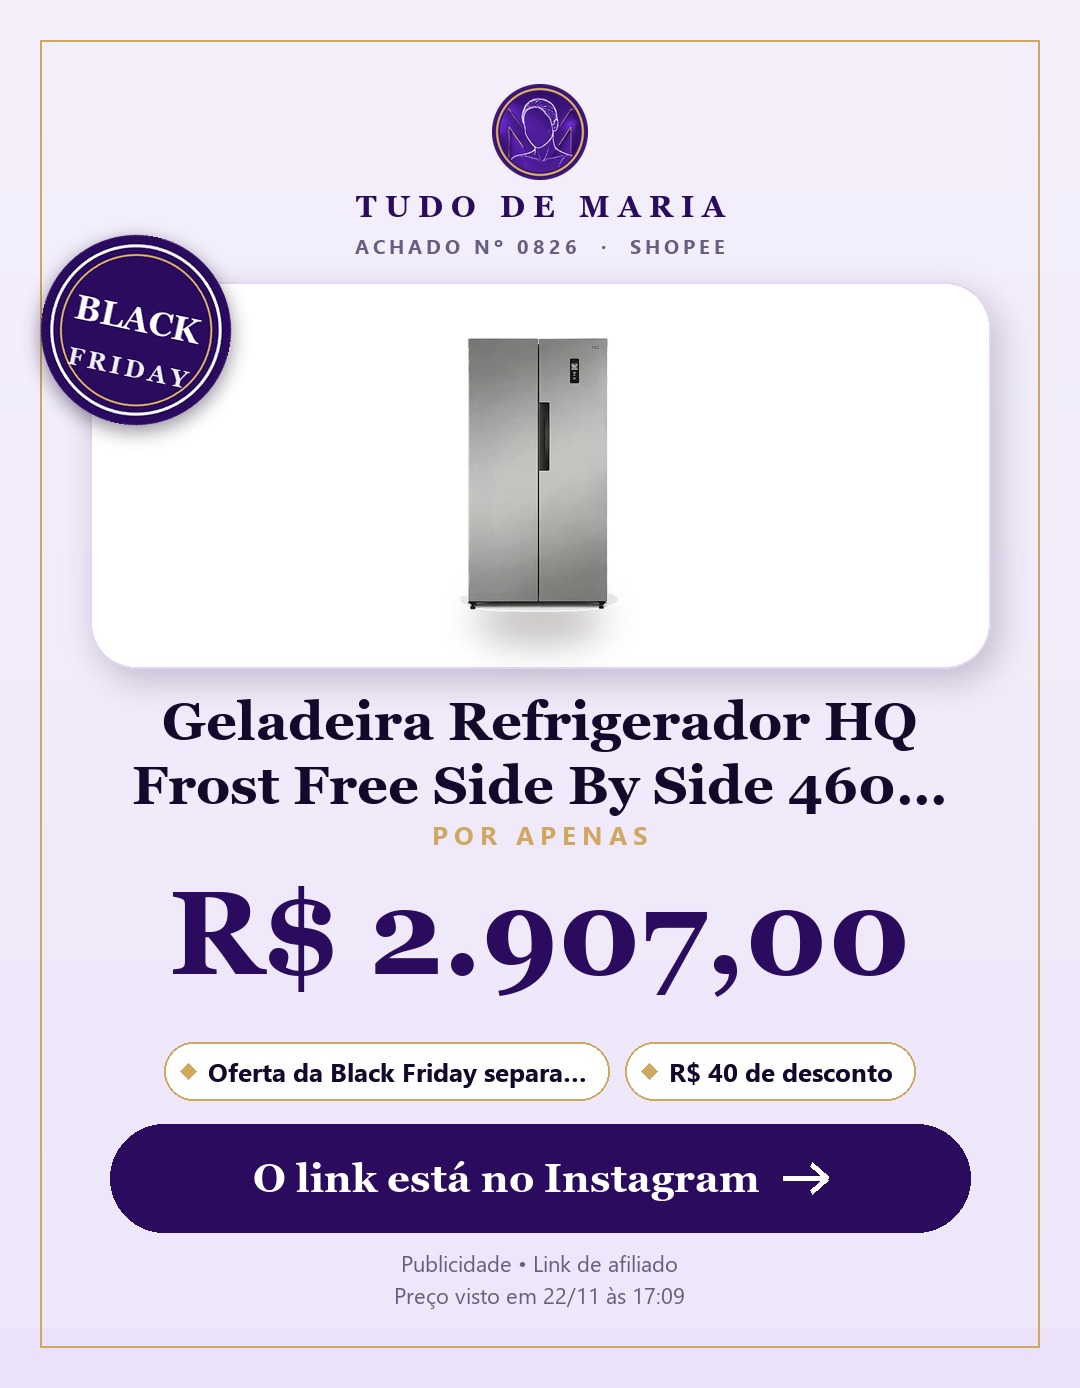 TUDO DE MARIA
ACHADO Nº 0826 · SHOPEE
BLACK
FRIDAY
Geladeira Refrigerador HQ
Frost Free Side By Side 460...
POR APENAS
R$ 2.907,00
Oferta da Black Friday separa...
R$ 40 de desconto
O link está no Instagram →
Publicidade • Link de afiliado
Preço visto em 22/11 às 17:09